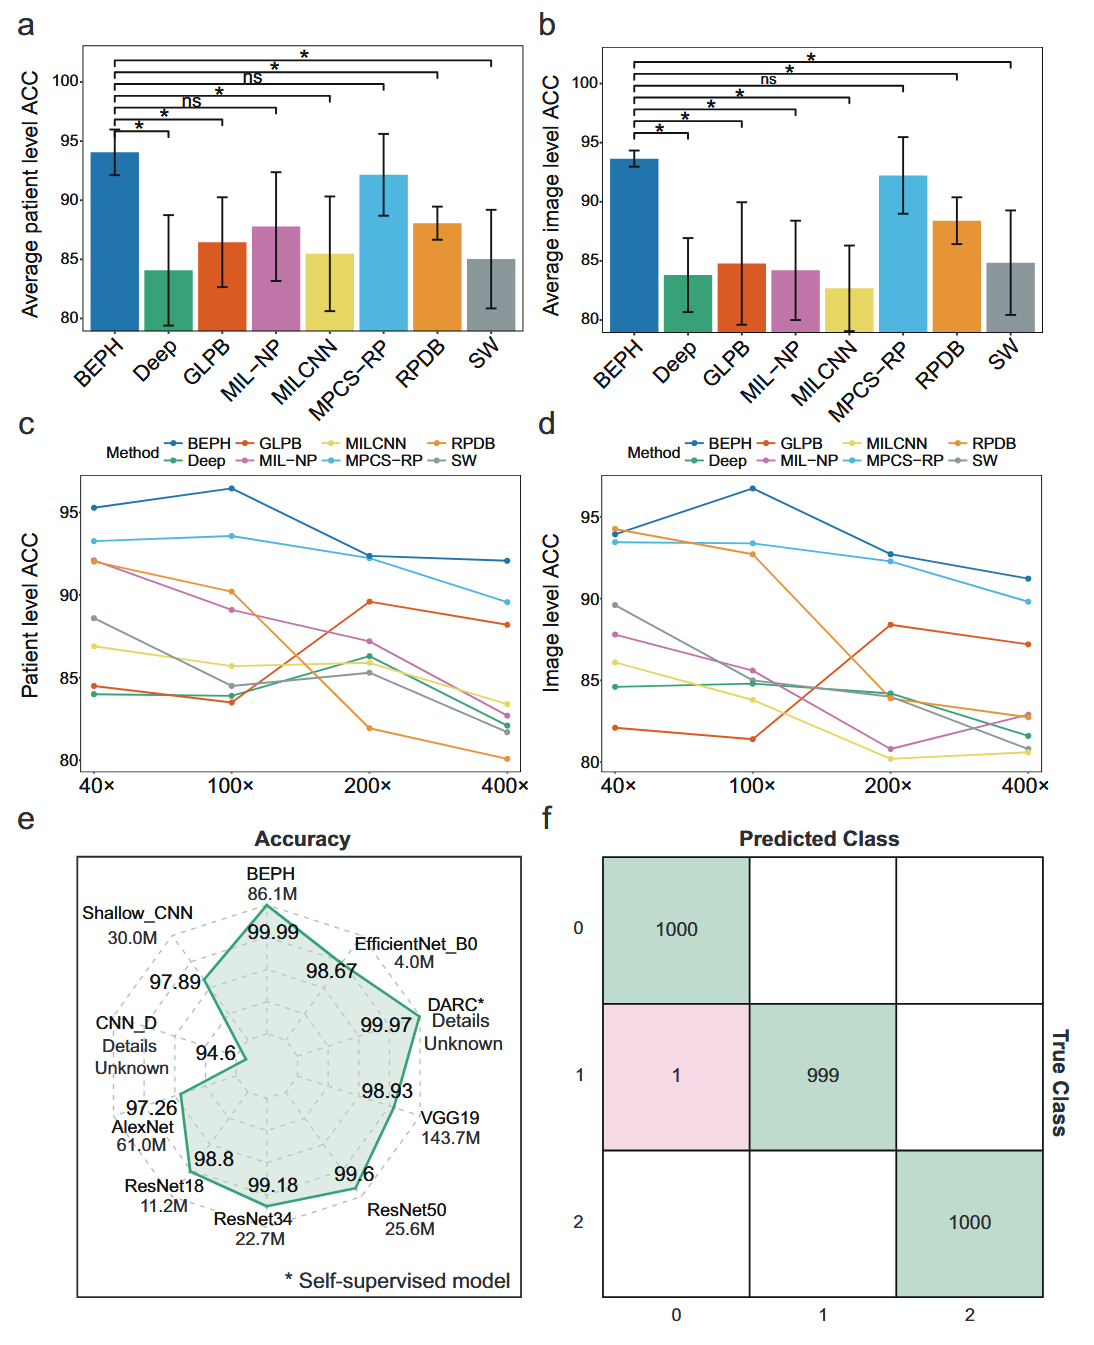 a
Average patient level ACC
100
95
90
85
80
*
*
ns
*
ns
*
*
BEPH
Deep
GLPB
MIL−NP
MILCNN
MPCS−RP
RPDB
SW
b
Average image level ACC
100
95
90
85
80
*
*
ns
*
*
*
*
BEPH
Deep
GLPB
MIL−NP
MILCNN
MPCS−RP
RPDB
SW
c
Method BEPH GLPB MILCNN RPDB
Deep MIL−NP MPCS−RP SW
Patient level ACC
95
90
85
80
40× 100× 200× 400×
d
Method BEPH GLPB MILCNN RPDB
Deep MIL−NP MPCS−RP SW
Image level ACC
95
90
85
80
40× 100× 200× 400×
e
Accuracy
BEPH
86.1M
99.99
EfficientNet_B0
4.0M
98.67
DARC*
Details
Unknown
99.97
VGG19
143.7M
98.93
ResNet50
25.6M
99.6
ResNet34
22.7M
99.18
ResNet18
11.2M
98.8
AlexNet
61.0M
97.26
CNN_D
Details
Unknown
94.6
Shallow_CNN
30.0M
97.89
* Self-supervised model
f
Predicted Class
True Class
0
1000
1
1 999
2
1000
0 1 2